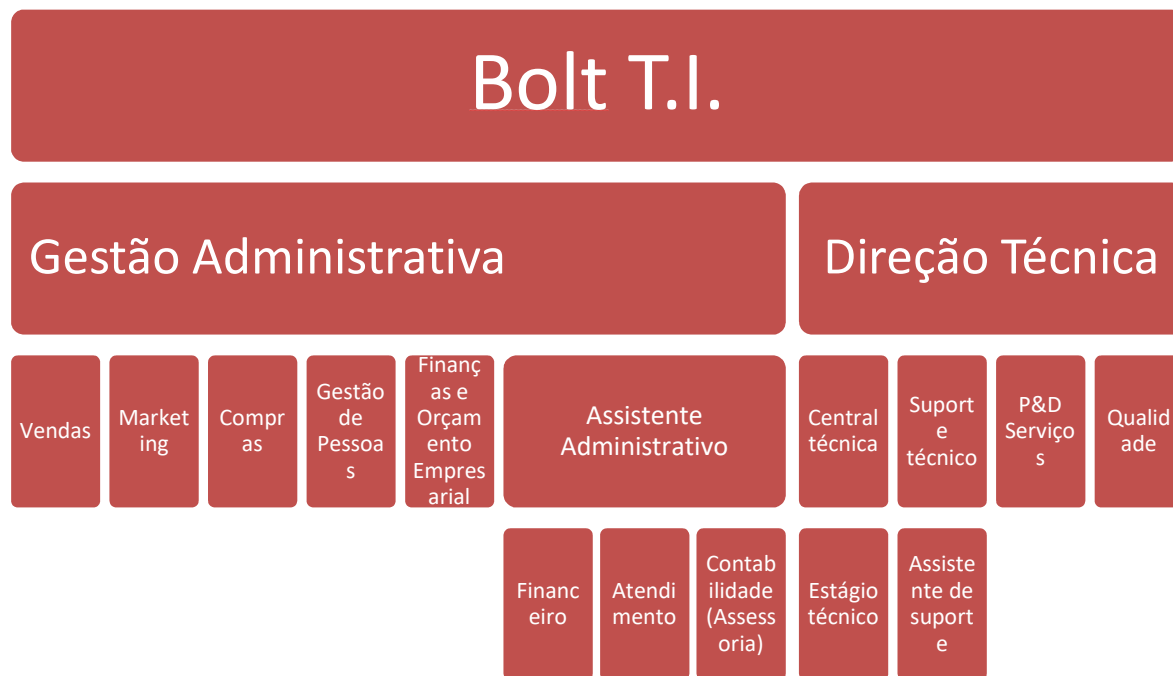 Bolt T.I.
Gestão Administrativa
Direção Técnica
Vendas
Market
ing
Compr
as
Gestão
de
Pessoa
s
Finanç
as e
Orçam
ento
Empres
arial
Assistente
Administrativo
Central
técnica
Suport
e
técnico
P&D
Serviço
s
Qualid
ade
Financ
eiro
Atendi
mento
Contab
ilidade
(Assess
oria)
Estágio
técnico
Assiste
nte de
suport
e